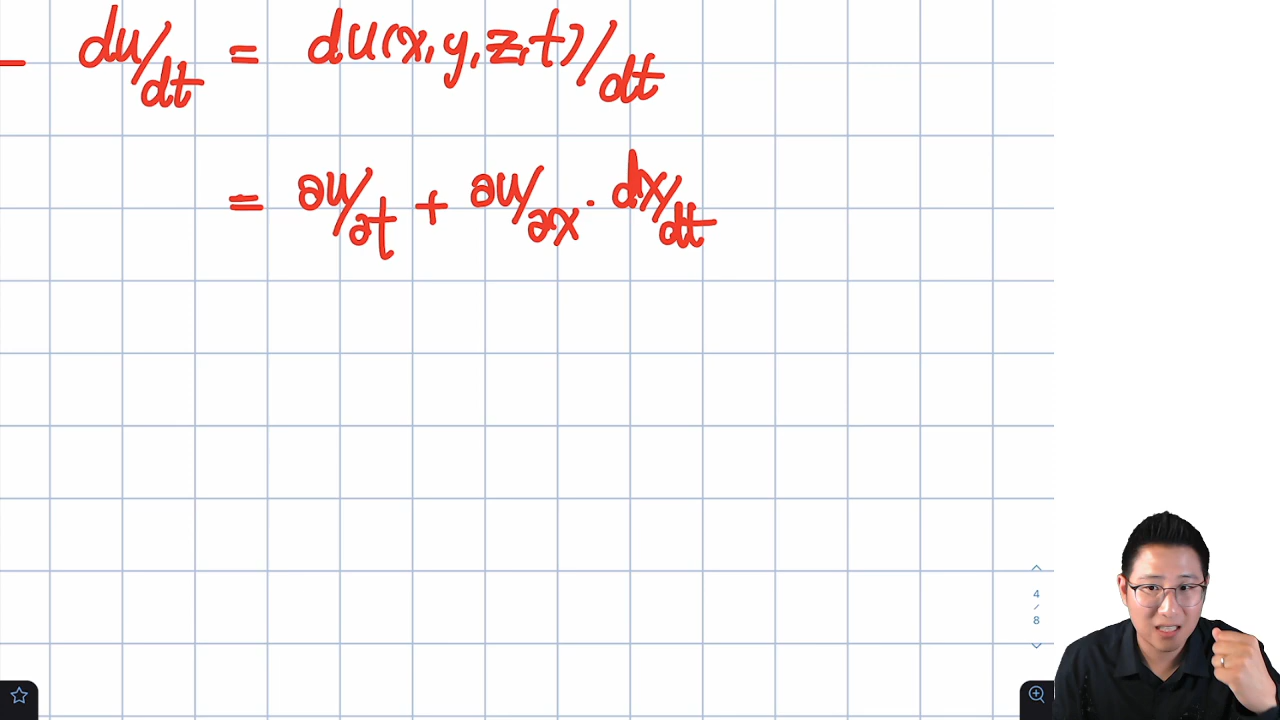 - du/dt = du(x,y,z,t)/dt
= ∂u/∂t + ∂u/∂x · dx/dt
4
/
8